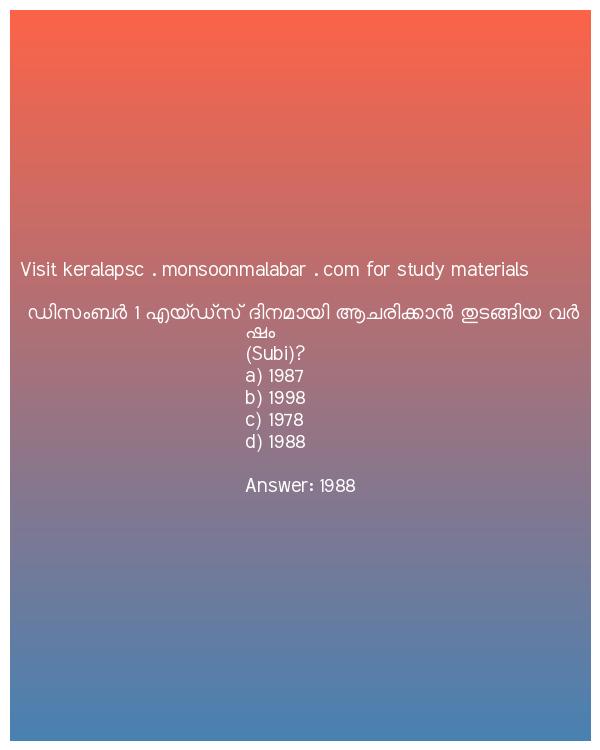 Visit keralapsc . monsoonmalabar . com for study materials
ഡിസംബർ 1 എയ്ഡ്സ് ദിനമായി ആചരിക്കാൻ തുടങ്ങിയ വർ
ഷം
(Subi)?
a) 1987
b) 1998
c) 1978
d) 1988
Answer: 1988